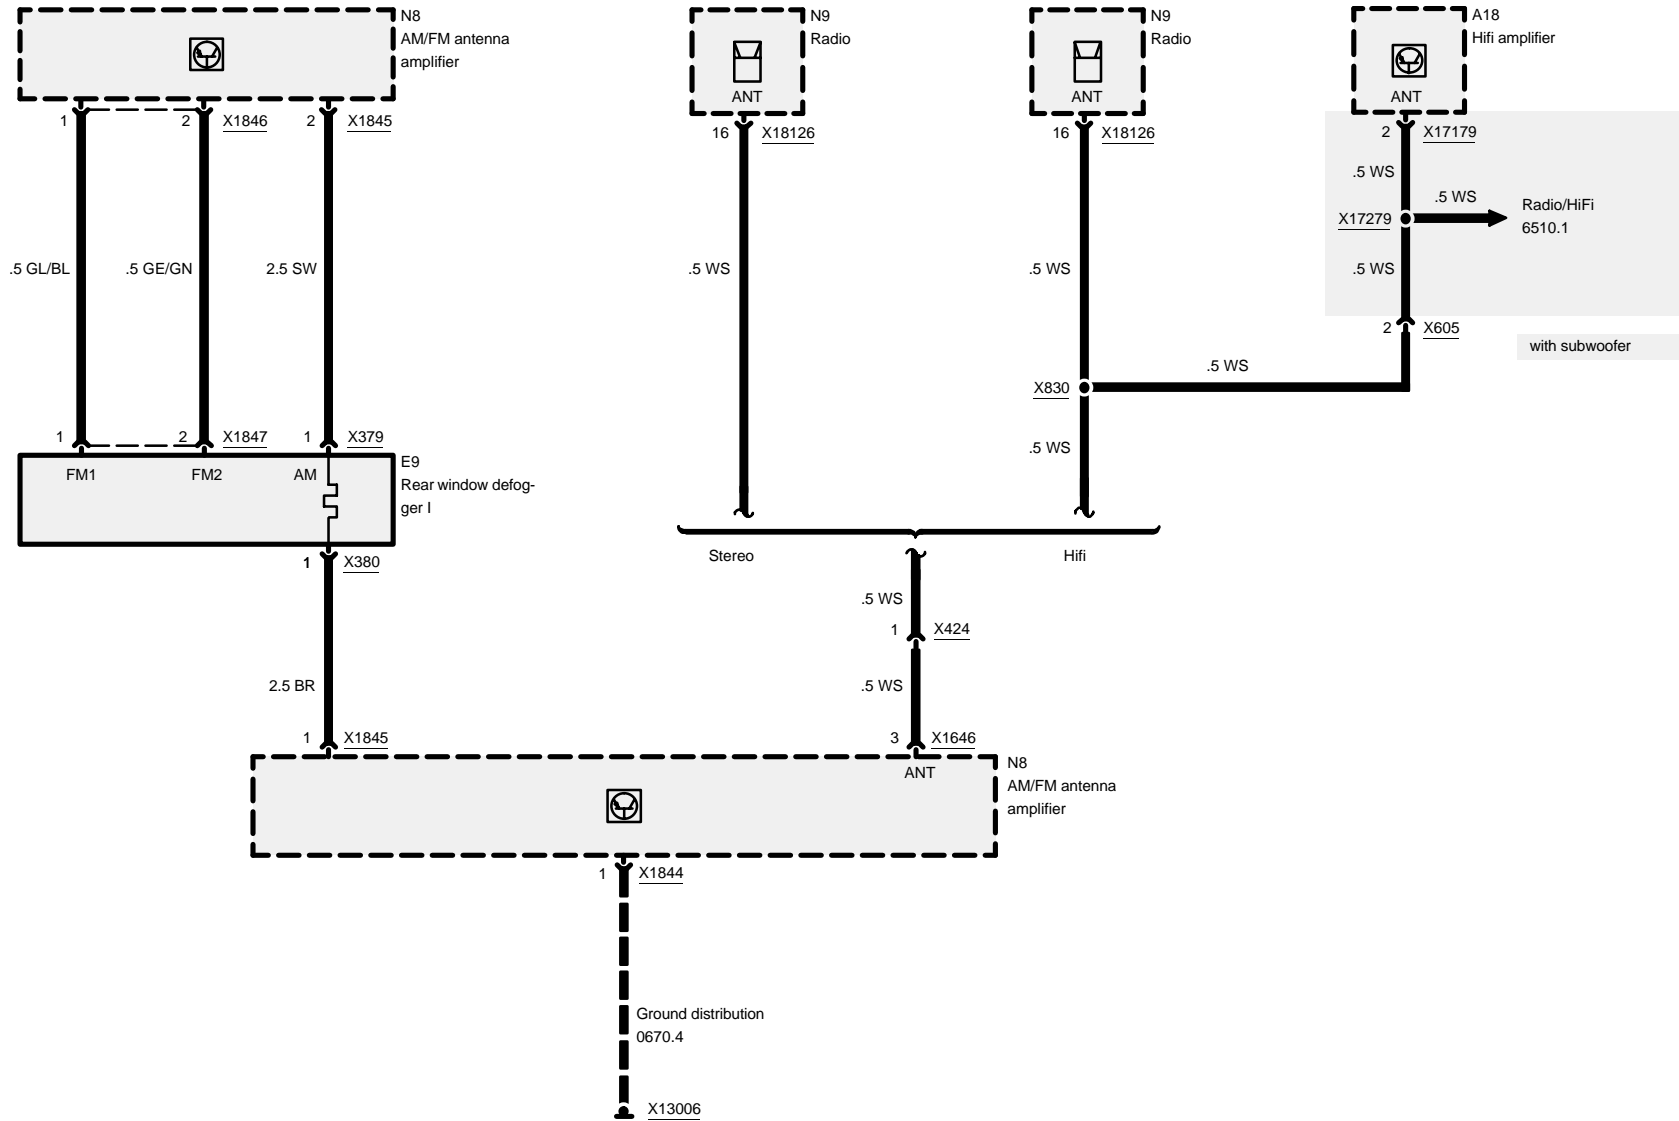 N8
AM/FM antenna
amplifier
1
2
X1846
2
X1845
.5 GL/BL
.5 GE/GN
2.5 SW
1
2
X1847
1
X379
FM1
FM2
AM
E9
Rear window defog-
ger I
1
X380
2.5 BR
1
X1845
N9
Radio
ANT
16
X18126
.5 WS
Stereo
N9
Radio
ANT
16
X18126
.5 WS
X830
.5 WS
.5 WS
Hifi
A18
Hifi amplifier
ANT
2
X17179
.5 WS
.5 WS
X17279
Radio/HiFi
6510.1
.5 WS
2
X605
with subwoofer
.5 WS
1
X424
.5 WS
3
X1646
ANT
N8
AM/FM antenna
amplifier
1
X1844
Ground distribution
0670.4
X13006